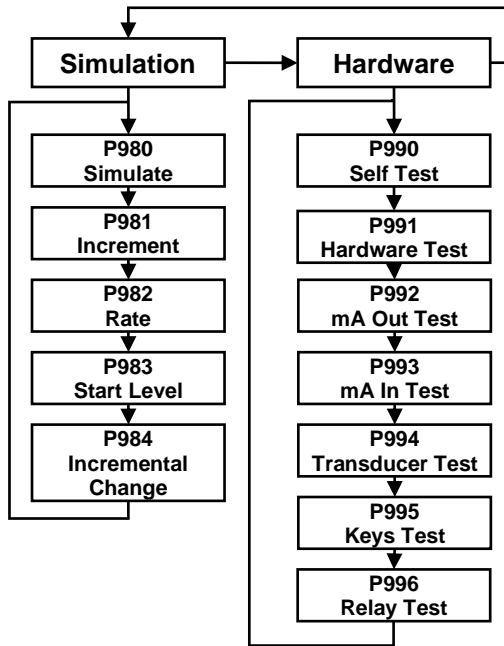 Simulation
Hardware
P980
Simulate
P981
Increment
P982
Rate
P983
Start Level
P984
Incremental
Change
P990
Self Test
P991
Hardware Test
P992
mA Out Test
P993
mA In Test
P994
Transducer Test
P995
Keys Test
P996
Relay Test